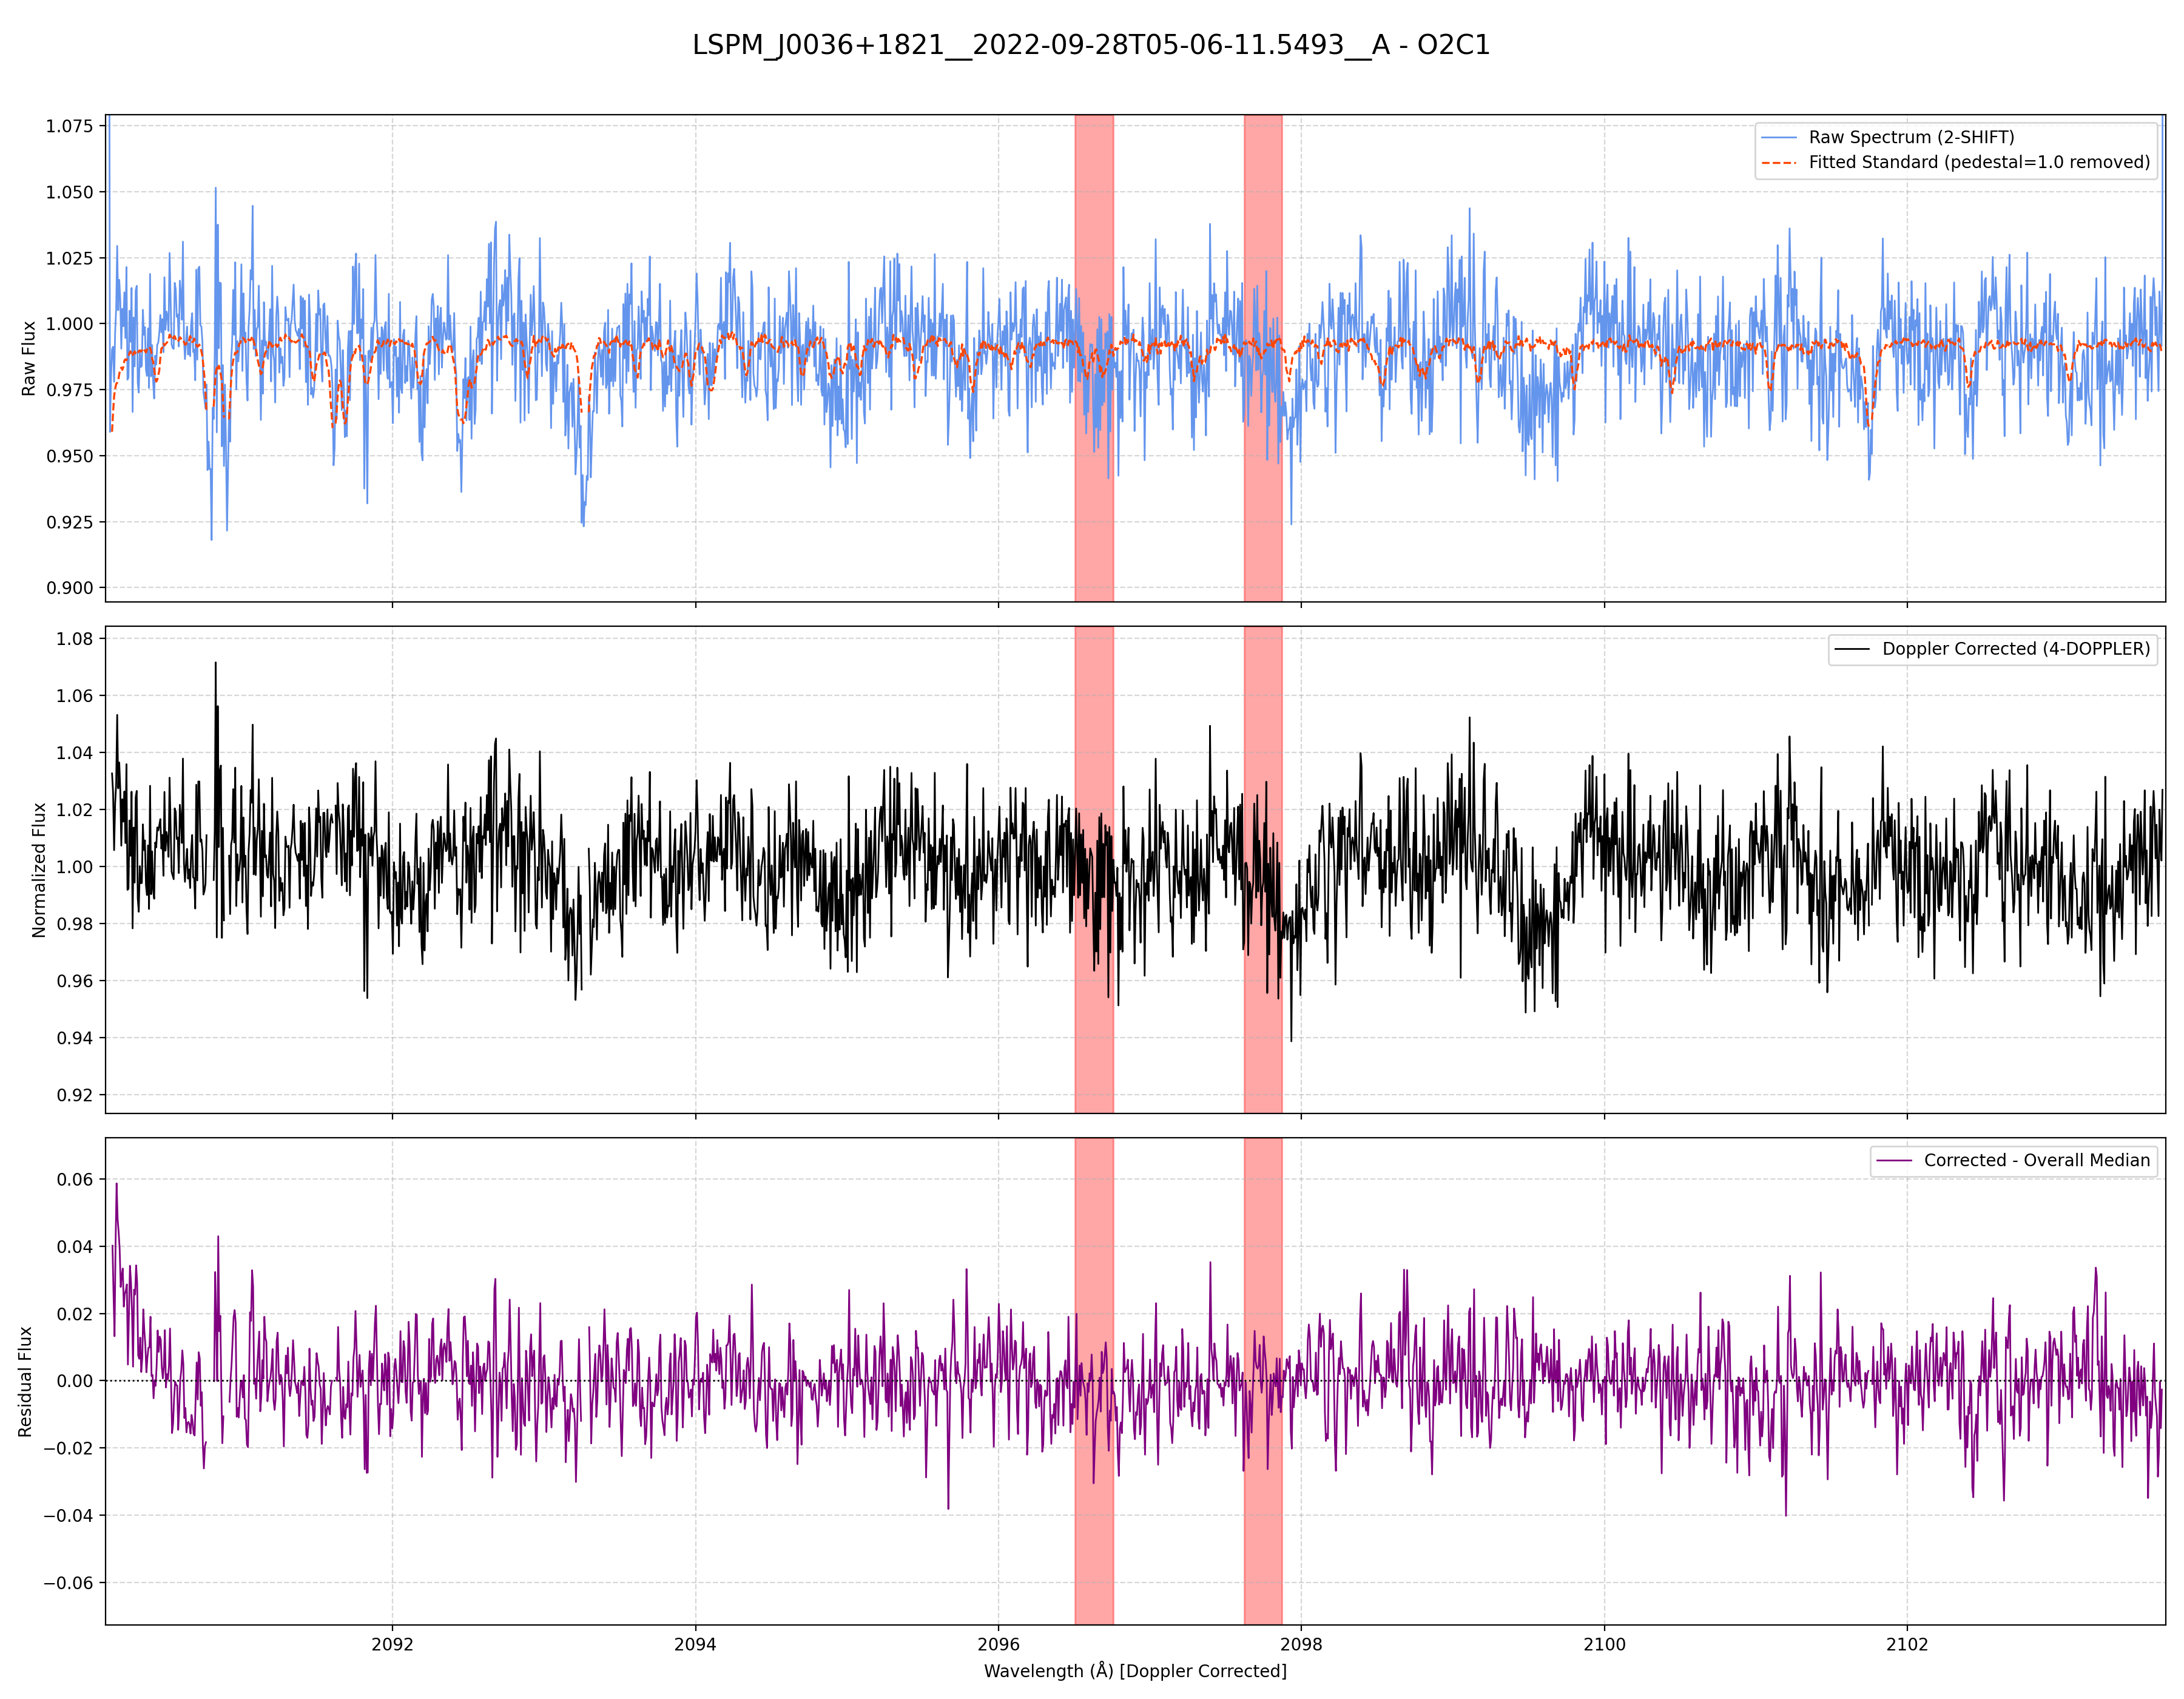 LSPM_J0036+1821__2022-09-28T05-06-11.5493__A - O2C1
Raw Flux
1.075
1.050
1.025
1.000
0.975
0.950
0.925
0.900
Raw Spectrum (2-SHIFT)
Fitted Standard (pedestal=1.0 removed)
Normalized Flux
1.08
1.06
1.04
1.02
1.00
0.98
0.96
0.94
0.92
Doppler Corrected (4-DOPPLER)
Residual Flux
0.06
0.04
0.02
0.00
−0.02
−0.04
−0.06
Corrected - Overall Median
2092 2094 2096 2098 2100 2102
Wavelength (Å) [Doppler Corrected]